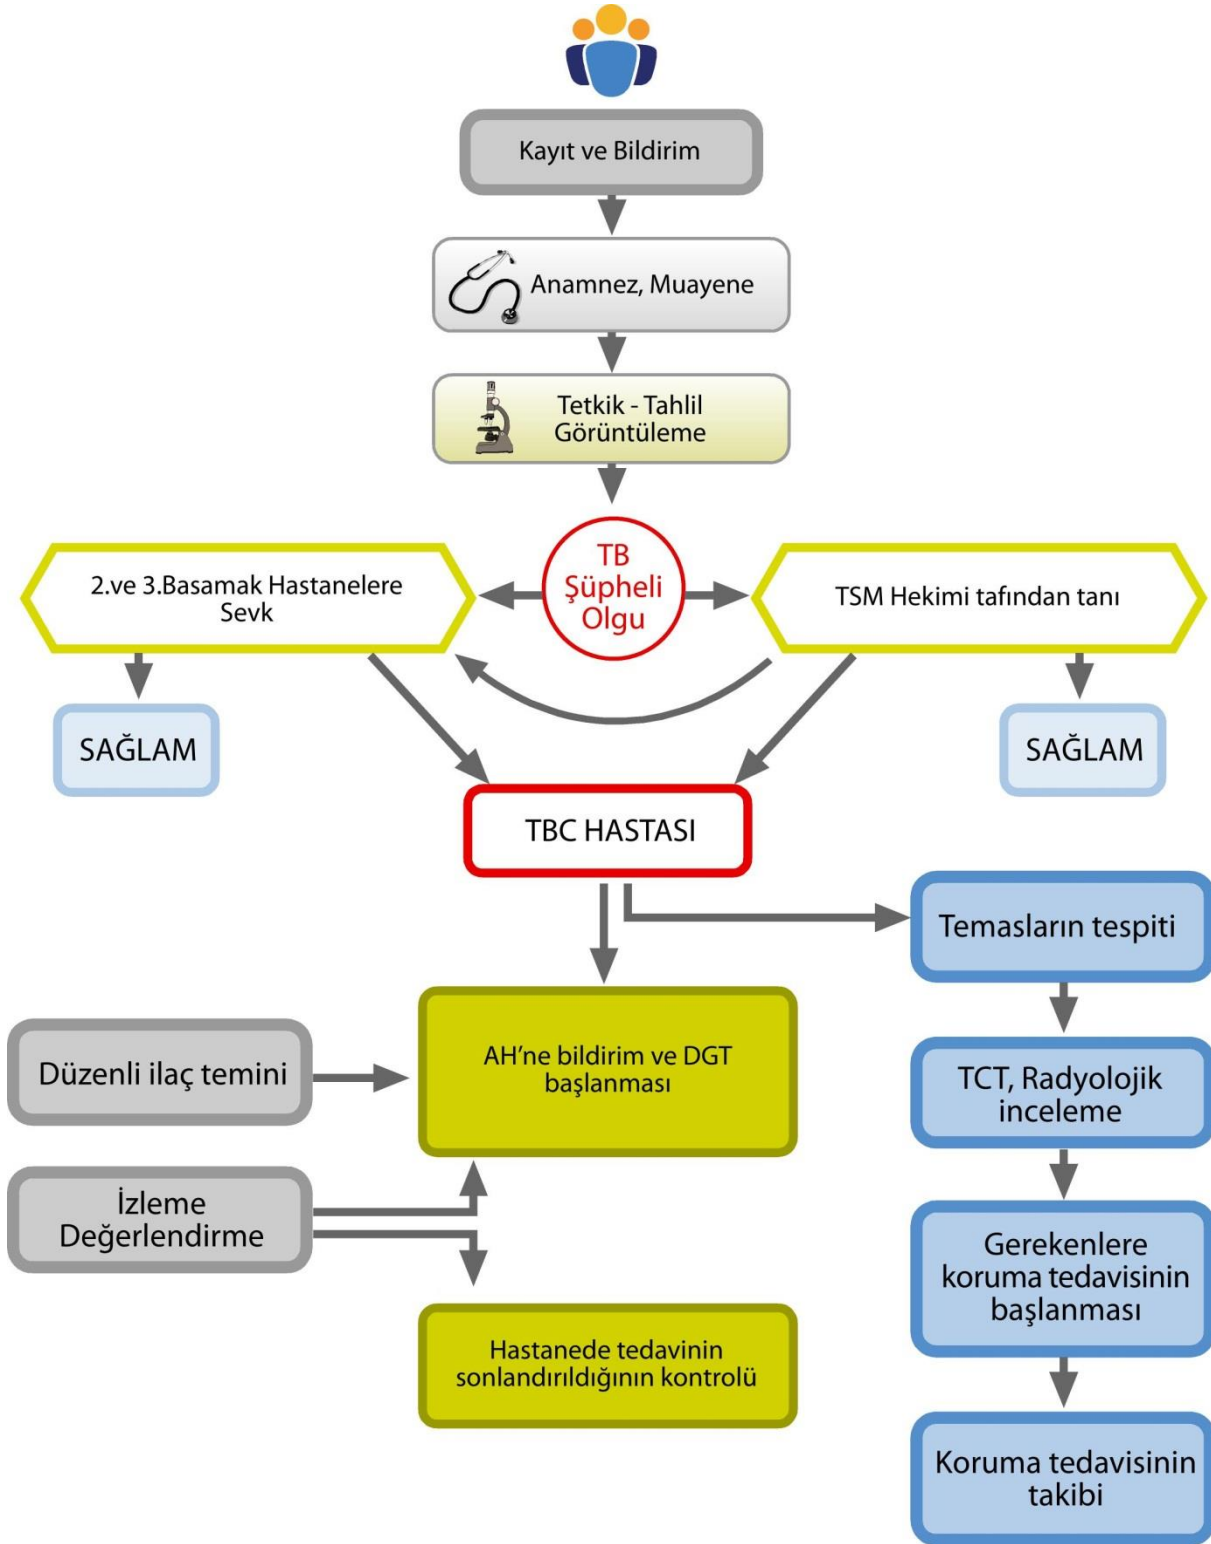 Kayıt ve Bildirim
Anamnez, Muayene
Tetkik - Tahlil
Görüntüleme
TB
Şüpheli
Olgu
2.ve 3.Basamak Hastanelere
Sevk
TSM Hekimi tafından tanı
SAĞLAM
SAĞLAM
TBC HASTASI
Temasların tespiti
Düzenli ilaç temini
AH'ne bildirim ve DGT
başlanması
TCT, Radyolojik
inceleme
İzleme
Değerlendirme
Gerekenlere
koruma tedavisinin
başlanması
Hastanede tedavinin
sonlandırıldığının kontrolü
Koruma tedavisinin
takibi